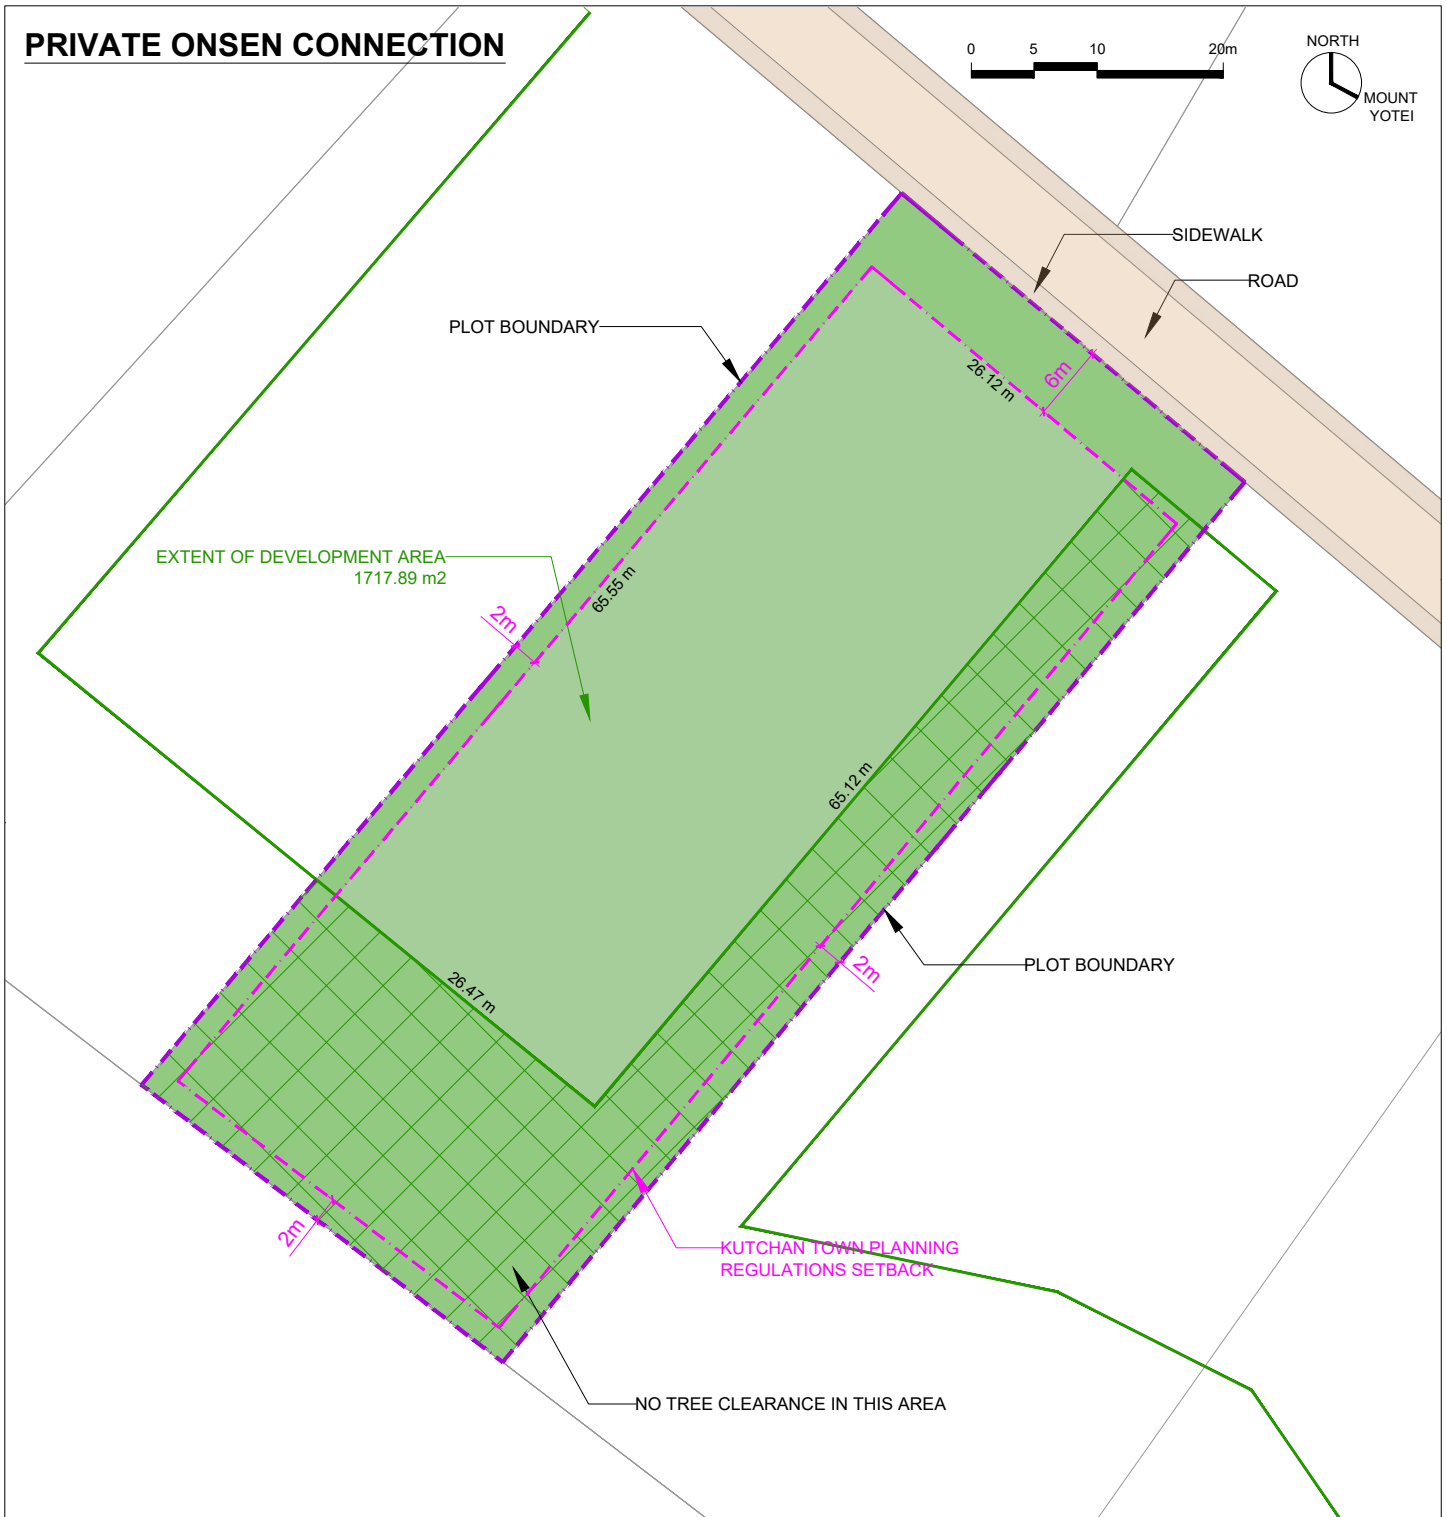 PRIVATE ONSEN CONNECTION
0 5 10 20m
NORTH
MOUNT
YOTEI
SIDEWALK
ROAD
PLOT BOUNDARY
26.12 m
6m
EXTENT OF DEVELOPMENT AREA
1717.89 m2
65.55 m
2m
65.12 m
PLOT BOUNDARY
2m
26.47 m
2m
KUTCHAN TOWN PLANNING
REGULATIONS SETBACK
NO TREE CLEARANCE IN THIS AREA